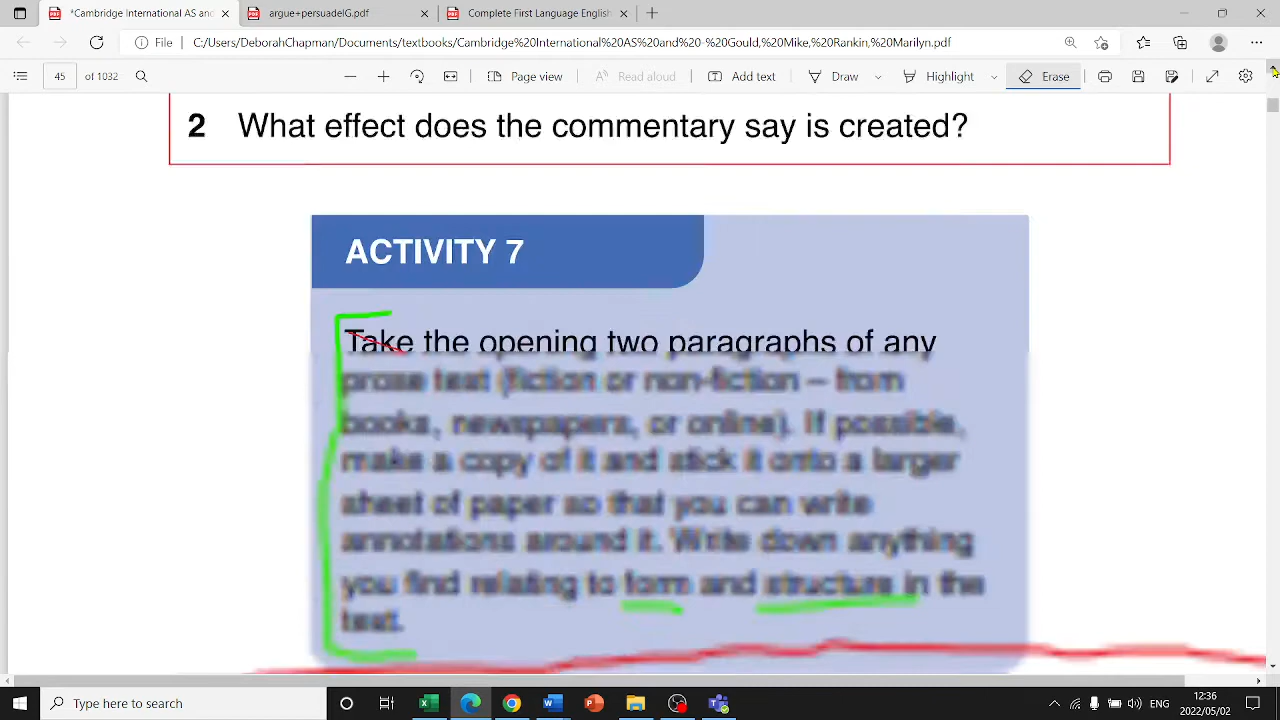 *Cambridge International AS and
argue+persuadelG.pdf
Complete First Language English
File
C:/Users/DeborahChapman/Documents/textbooks/Cambridge%20International%20AS%20and%20-%20Gould,%20Mike,%20Rankin,%20Marilyn.pdf
45 of 1032
Page view
Read aloud
Add text
Draw
Highlight
Erase
2 What effect does the commentary say is created?
ACTIVITY 7
Take the opening two paragraphs of any
prose text (fiction or non-fiction – from
books, newspapers, or online). If possible,
make a copy of it and stick it onto a larger
sheet of paper so that you can write
annotations around it. Write down anything
you find relating to form and structure in the
text.
Type here to search
ENG
12:36
2022/05/02